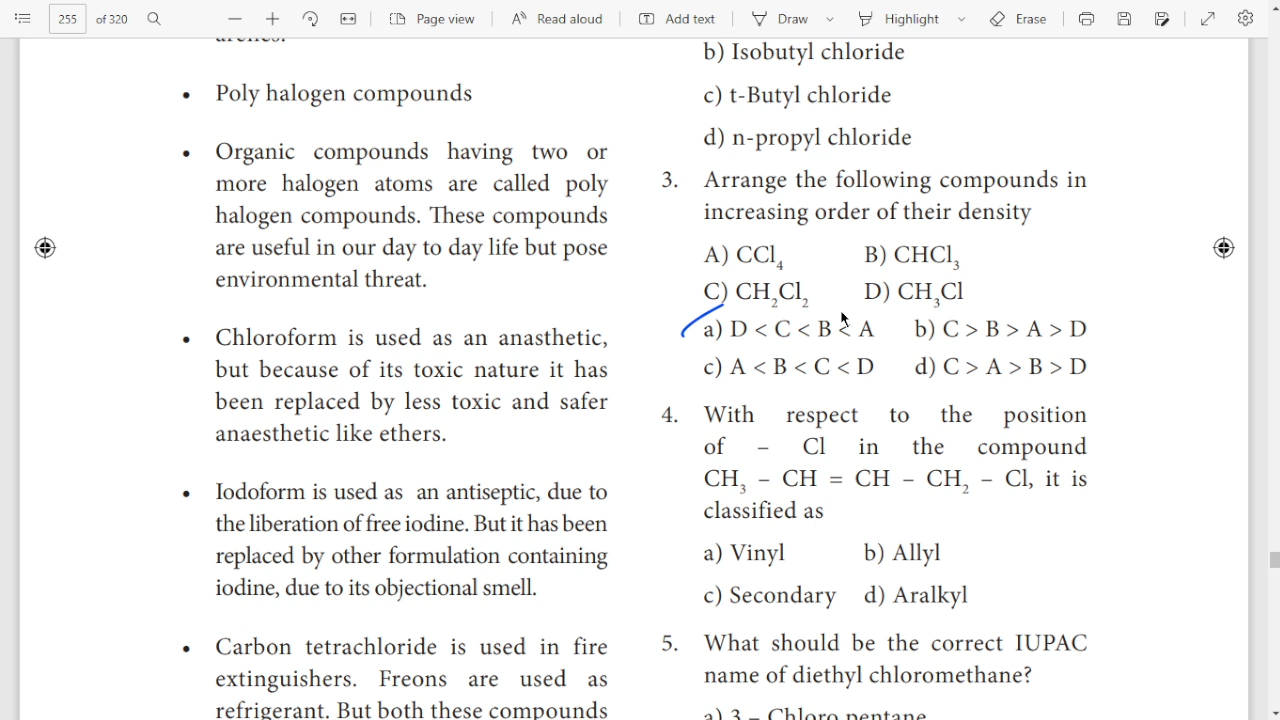 255 of 320 Page view Read aloud Add text Draw Highlight Erase
• Poly halogen compounds
• Organic compounds having two or
more halogen atoms are called poly
halogen compounds. These compounds
are useful in our day to day life but pose
environmental threat.
• Chloroform is used as an anasthetic,
but because of its toxic nature it has
been replaced by less toxic and safer
anaesthetic like ethers.
• Iodoform is used as an antiseptic, due to
the liberation of free iodine. But it has been
replaced by other formulation containing
iodine, due to its objectional smell.
• Carbon tetrachloride is used in fire
extinguishers. Freons are used as
refrigerant. But both these compounds
b) Isobutyl chloride
c) t-Butyl chloride
d) n-propyl chloride
3. Arrange the following compounds in
increasing order of their density
A) CCl₄ B) CHCl₃
C) CH₂Cl₂ D) CH₃Cl
a) D < C < B < A b) C > B > A > D
c) A < B < C < D d) C > A > B > D
4. With respect to the position
of – Cl in the compound
CH₃ – CH = CH – CH₂ – Cl, it is
classified as
a) Vinyl b) Allyl
c) Secondary d) Aralkyl
5. What should be the correct IUPAC
name of diethyl chloromethane?
a) 3 – Chloro pentane